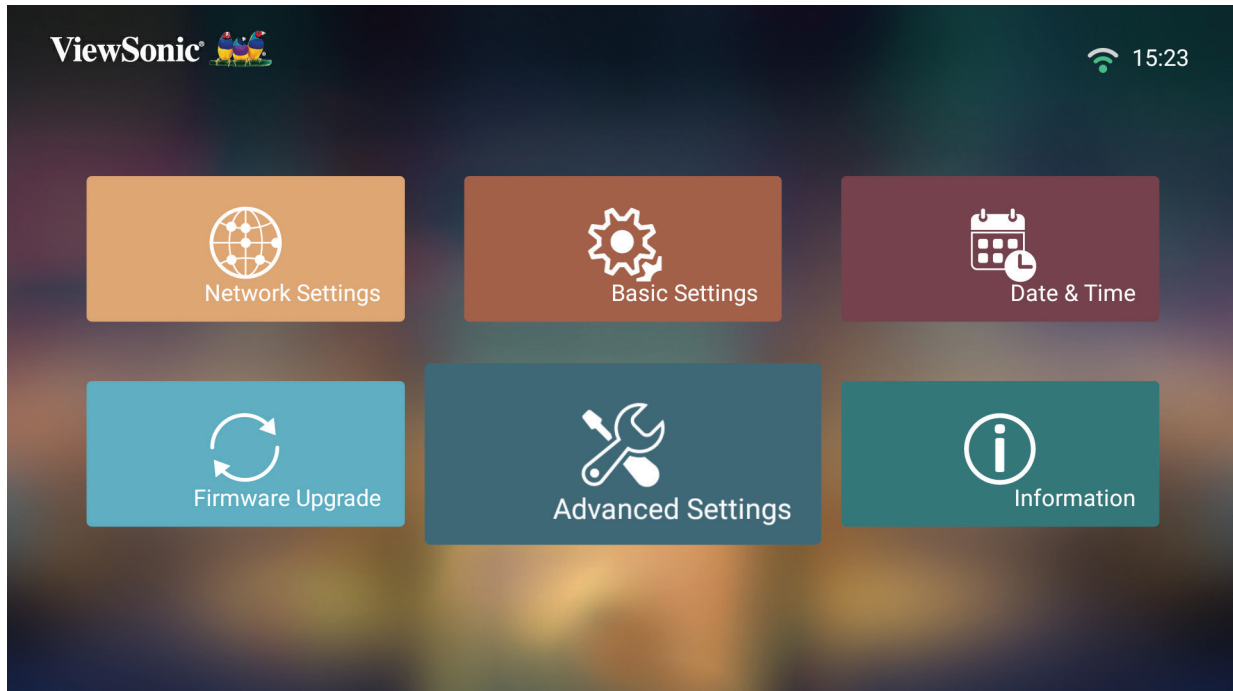 ViewSonic®
15:23
Network Settings
Basic Settings
Date & Time
Firmware Upgrade
Advanced Settings
Information